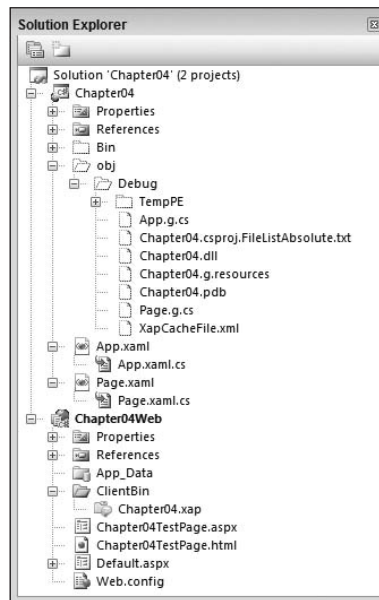 Solution Explorer
Solution 'Chapter04' (2 projects)
Chapter04
Properties
References
Bin
obj
Debug
TempPE
App.g.cs
Chapter04.csproj.FileListAbsolute.txt
Chapter04.dll
Chapter04.g.resources
Chapter04.pdb
Page.g.cs
XapCacheFile.xml
App.xaml
App.xaml.cs
Page.xaml
Page.xaml.cs
Chapter04Web
Properties
References
App_Data
ClientBin
Chapter04.xap
Chapter04TestPage.aspx
Chapter04TestPage.html
Default.aspx
Web.config